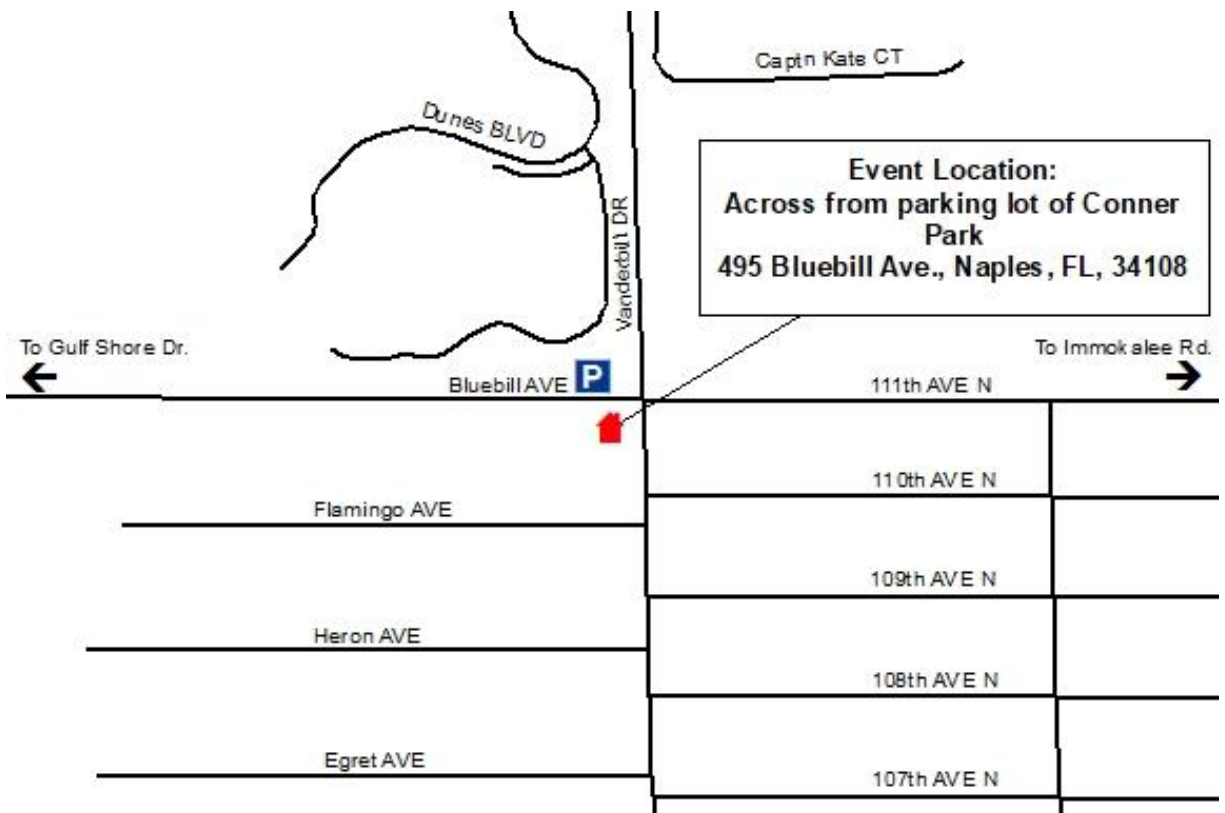 Captn Kate CT
Dunes BLVD
Event Location:
Across from parking lot of Conner
Park
495 Bluebill Ave., Naples, FL, 34108
Vanderbilt DR
To Gulf Shore Dr.
To Immokalee Rd.
Bluebill AVE P
111th AVE N
110th AVE N
Flamingo AVE
109th AVE N
Heron AVE
108th AVE N
Egret AVE
107th AVE N